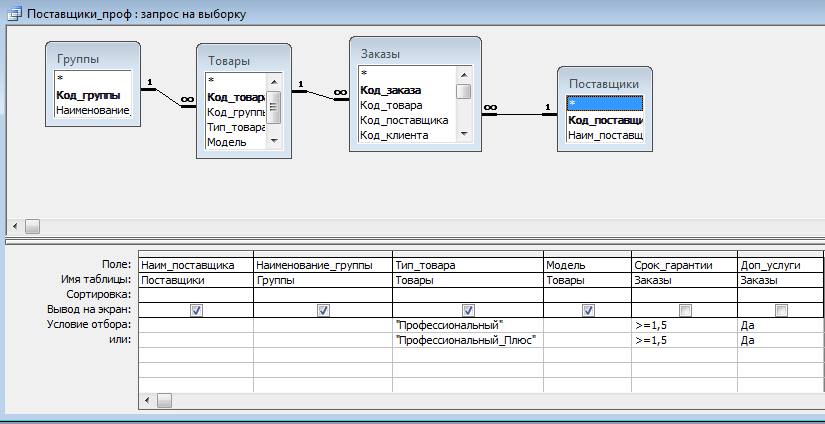 Поставщики_проф : запрос на выборку
Группы
*
Код_группы
Наименование_
1
∞
Товары
*
Код_товара
Код_группы
Тип_товара
Модель
1
∞
Заказы
*
Код_заказа
Код_товара
Код_поставщика
Код_клиента
∞
1
Поставщики
*
Код_поставщи
Наим_поставщ
Поле: Наим_поставщика Наименование_группы Тип_товара Модель Срок_гарантии Доп_услуги
Имя таблицы: Поставщики Группы Товары Товары Заказы Заказы
Сортировка:
Вывод на экран:
Условие отбора: "Профессиональный" >=1,5 Да
или: "Профессиональный_Плюс" >=1,5 Да